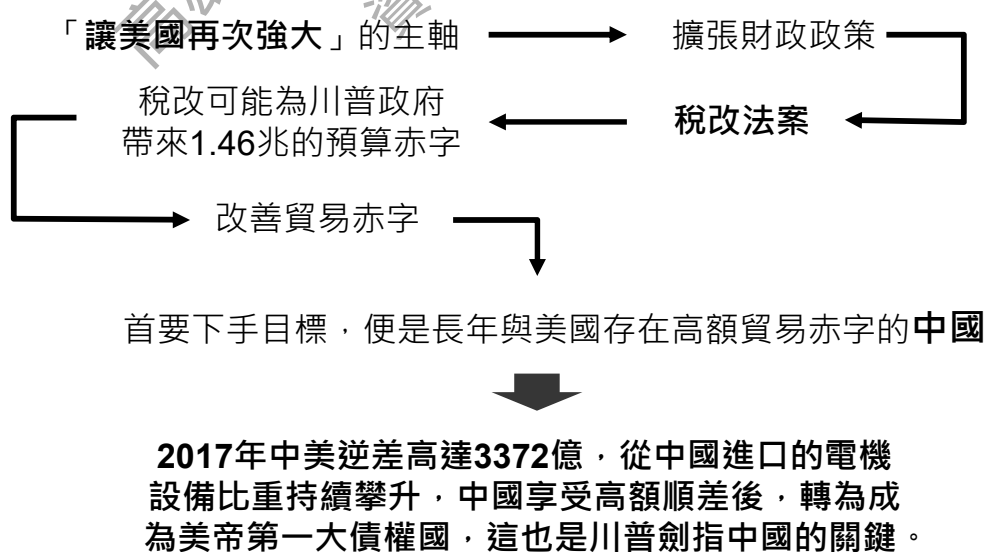 「讓美國再次強大」的主軸
擴張財政政策
稅改法案
稅改可能為川普政府
帶來1.46兆的預算赤字
改善貿易赤字
首要下手目標，便是長年與美國存在高額貿易赤字的中國
2017年中美逆差高達3372億，從中國進口的電機
設備比重持續攀升，中國享受高額順差後，轉為成
為美帝第一大債權國，這也是川普劍指中國的關鍵。